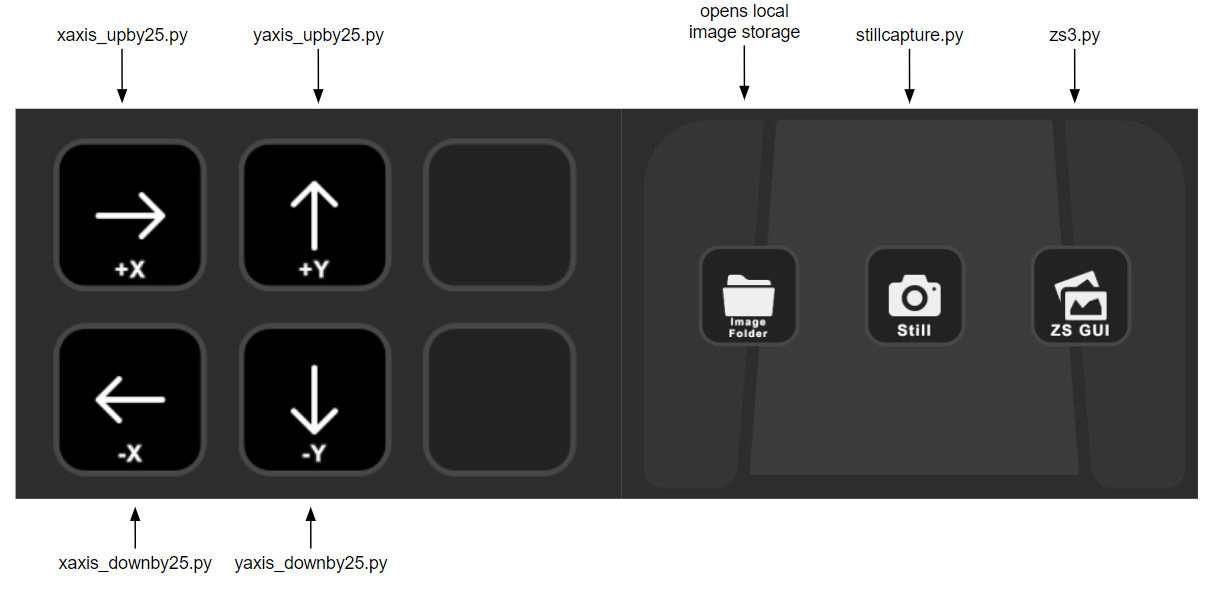 xaxis_upby25.py
yaxis_upby25.py
opens local
image storage
stillcapture.py
zs3.py
+X
+Y
Image
Folder
Still
ZS GUI
-X
-Y
xaxis_downby25.py
yaxis_downby25.py